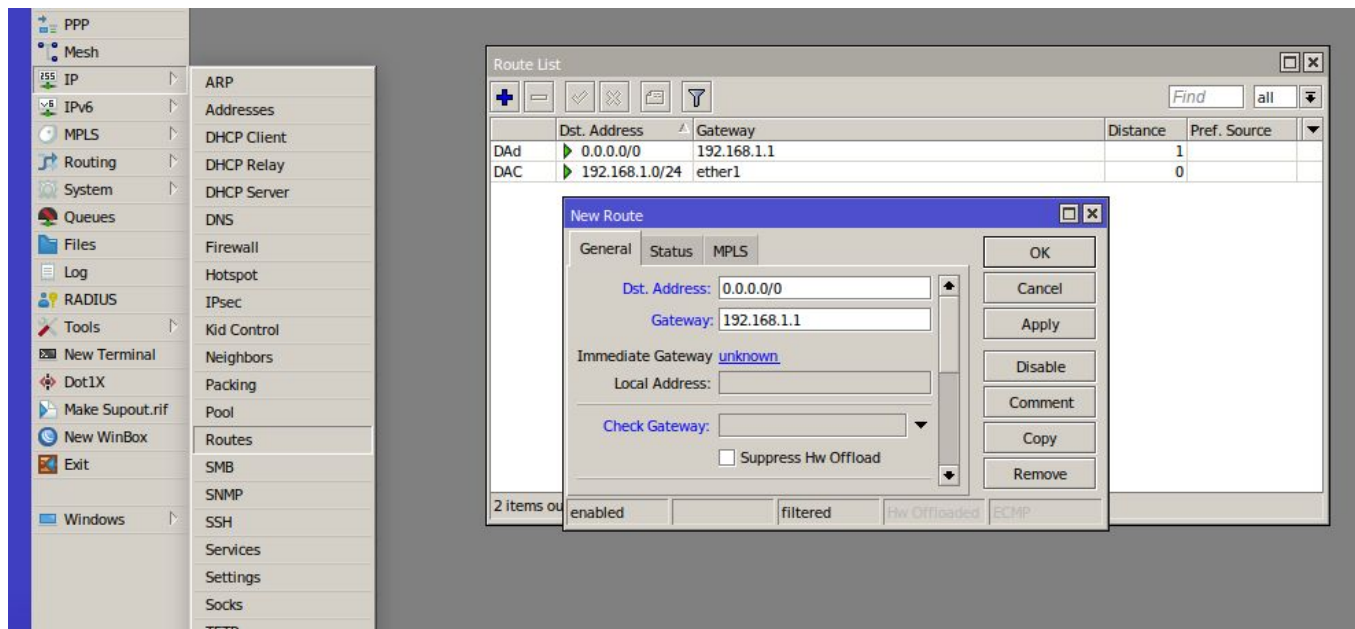 PPP
Mesh
IP
IPv6
MPLS
Routing
System
Queues
Files
Log
RADIUS
Tools
New Terminal
Dot1X
Make Supout.rif
New WinBox
Exit
Windows
ARP
Addresses
DHCP Client
DHCP Relay
DHCP Server
DNS
Firewall
Hotspot
IPsec
Kid Control
Neighbors
Packing
Pool
Routes
SMB
SNMP
SSH
Services
Settings
Socks
Route List
Find all
Dst. Address Gateway Distance Pref. Source
DAd 0.0.0.0/0 192.168.1.1 1
DAC 192.168.1.0/24 ether1 0
2 items ou
New Route
General Status MPLS
Dst. Address: 0.0.0.0/0
Gateway: 192.168.1.1
Immediate Gateway unknown
Local Address:
Check Gateway:
Suppress Hw Offload
OK
Cancel
Apply
Disable
Comment
Copy
Remove
enabled filtered Hw Offloaded ECMP